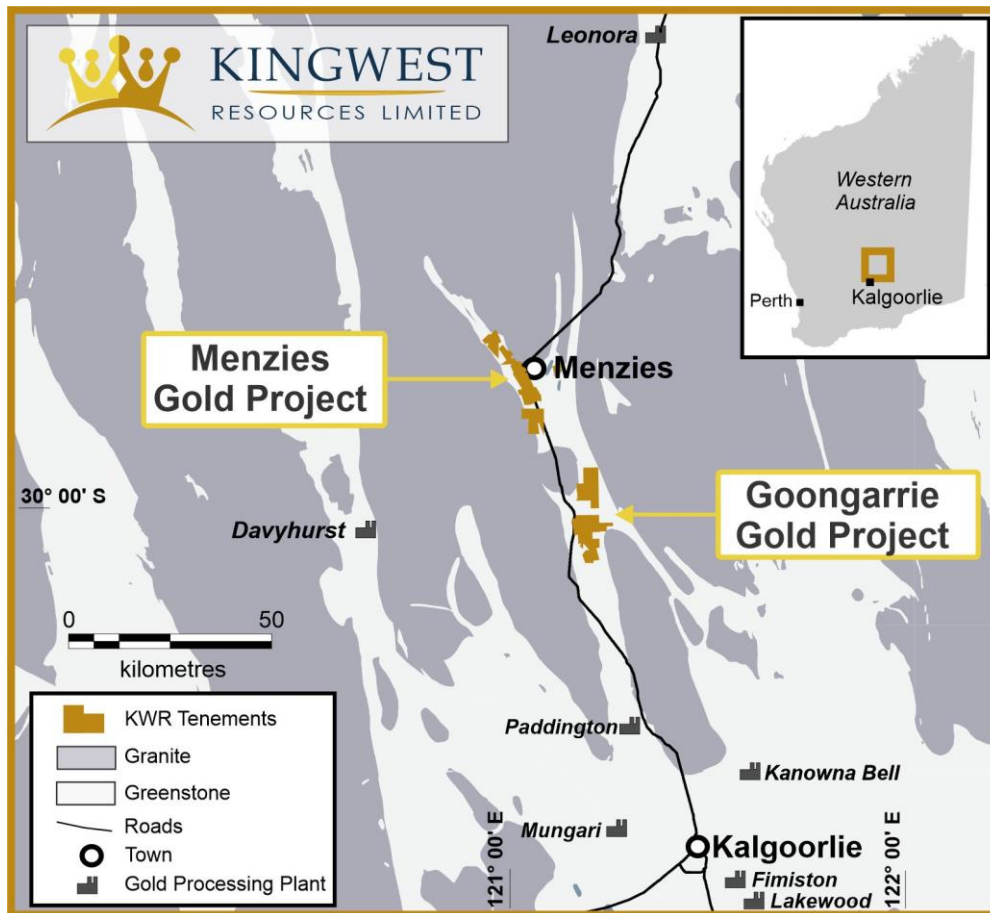 KINGWEST
RESOURCES LIMITED
Leonora
Western
Australia
Perth
Kalgoorlie
Menzies
Gold Project
Menzies
30° 00' S
Davyhurst
Goongarrie
Gold Project
0 50
kilometres
KWR Tenements
Granite
Greenstone
Roads
Town
Gold Processing Plant
Paddington
Kanowna Bell
Mungari
Kalgoorlie
121° 00' E
122° 00' E
Fimiston
Lakewood